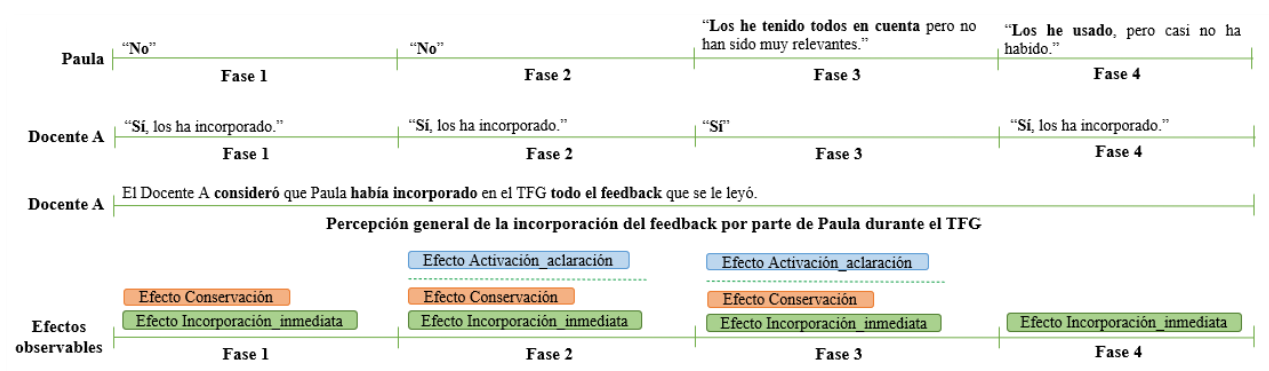 “No”
“No”
“Los he tenido todos en cuenta pero no
han sido muy relevantes.”
“Los he usado, pero casi no ha
habido.”
Paula
Fase 1
Fase 2
Fase 3
Fase 4
“Sí, los ha incorporado.”
“Sí, los ha incorporado.”
“Sí”
“Sí, los ha incorporado.”
Docente A
Fase 1
Fase 2
Fase 3
Fase 4
El Docente A consideró que Paula había incorporado en el TFG todo el feedback que se le leyó.
Docente A
Percepción general de la incorporación del feedback por parte de Paula durante el TFG
Efecto Activación_aclaración
Efecto Activación_aclaración
Efecto Conservación
Efecto Conservación
Efecto Conservación
Efecto Incorporación_inmediata
Efecto Incorporación_inmediata
Efecto Incorporación_inmediata
Efecto Incorporación_inmediata
Efectos
observables
Fase 1
Fase 2
Fase 3
Fase 4